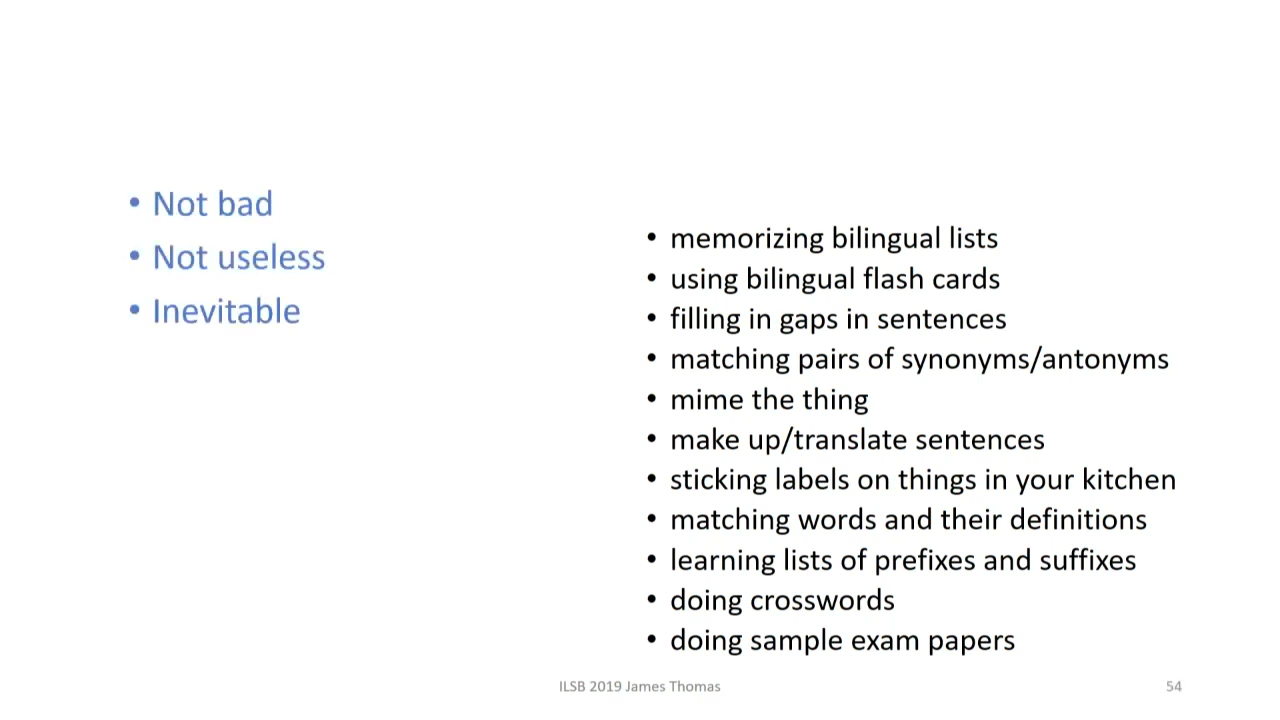 • Not bad
• Not useless
• Inevitable
• memorizing bilingual lists
• using bilingual flash cards
• filling in gaps in sentences
• matching pairs of synonyms/antonyms
• mime the thing
• make up/translate sentences
• sticking labels on things in your kitchen
• matching words and their definitions
• learning lists of prefixes and suffixes
• doing crosswords
• doing sample exam papers
ILSB 2019 James Thomas
54